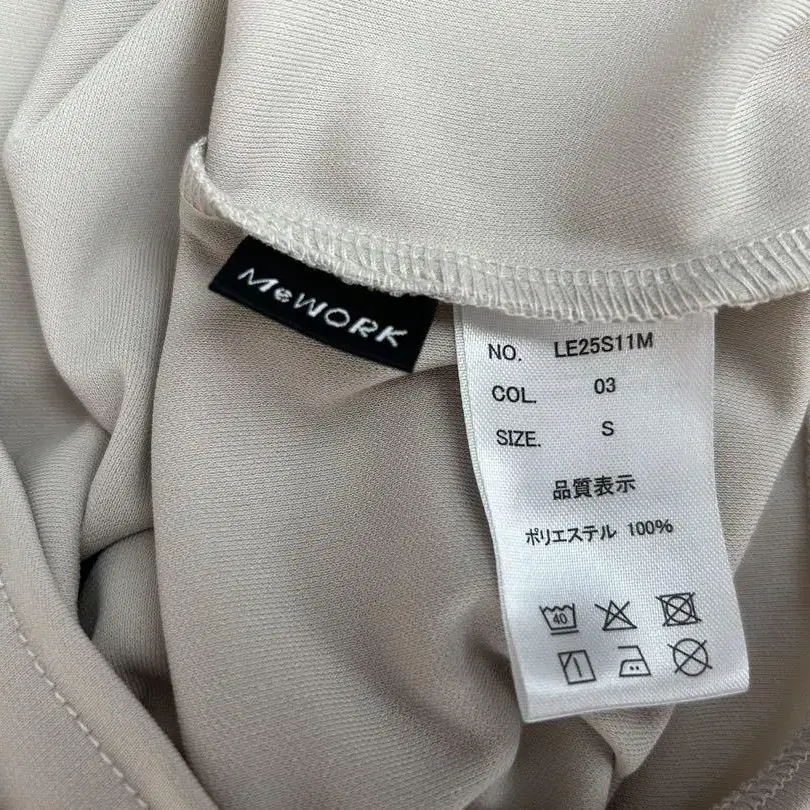 MeWORK
NO. LE25S11M
COL. 03
SIZE. S
品質表示
ポリエステル 100%
40